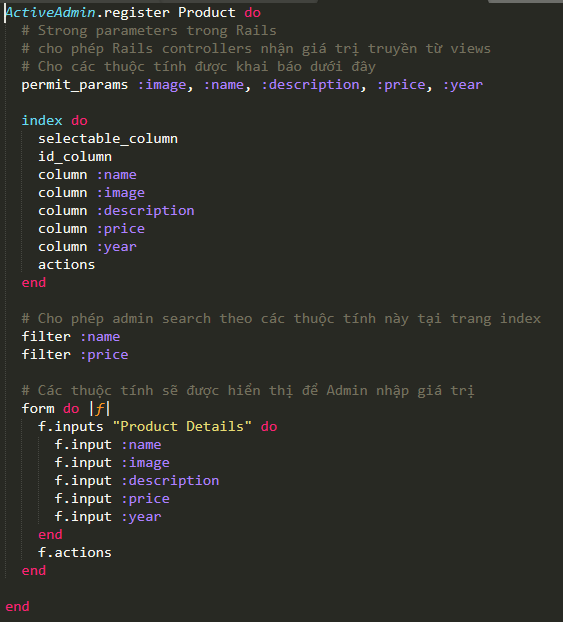 ActiveAdmin.register Product do
# Strong parameters trong Rails
# cho phép Rails controllers nhận giá trị truyền từ views
# Cho các thuộc tính được khai báo dưới đây
permit_params :image, :name, :description, :price, :year
index do
selectable_column
id_column
column :name
column :image
column :description
column :price
column :year
actions
end
# Cho phép admin search theo các thuộc tính này tại trang index
filter :name
filter :price
# Các thuộc tính sẽ được hiển thị để Admin nhập giá trị
form do |f|
f.inputs "Product Details" do
f.input :name
f.input :image
f.input :description
f.input :price
f.input :year
end
f.actions
end
end